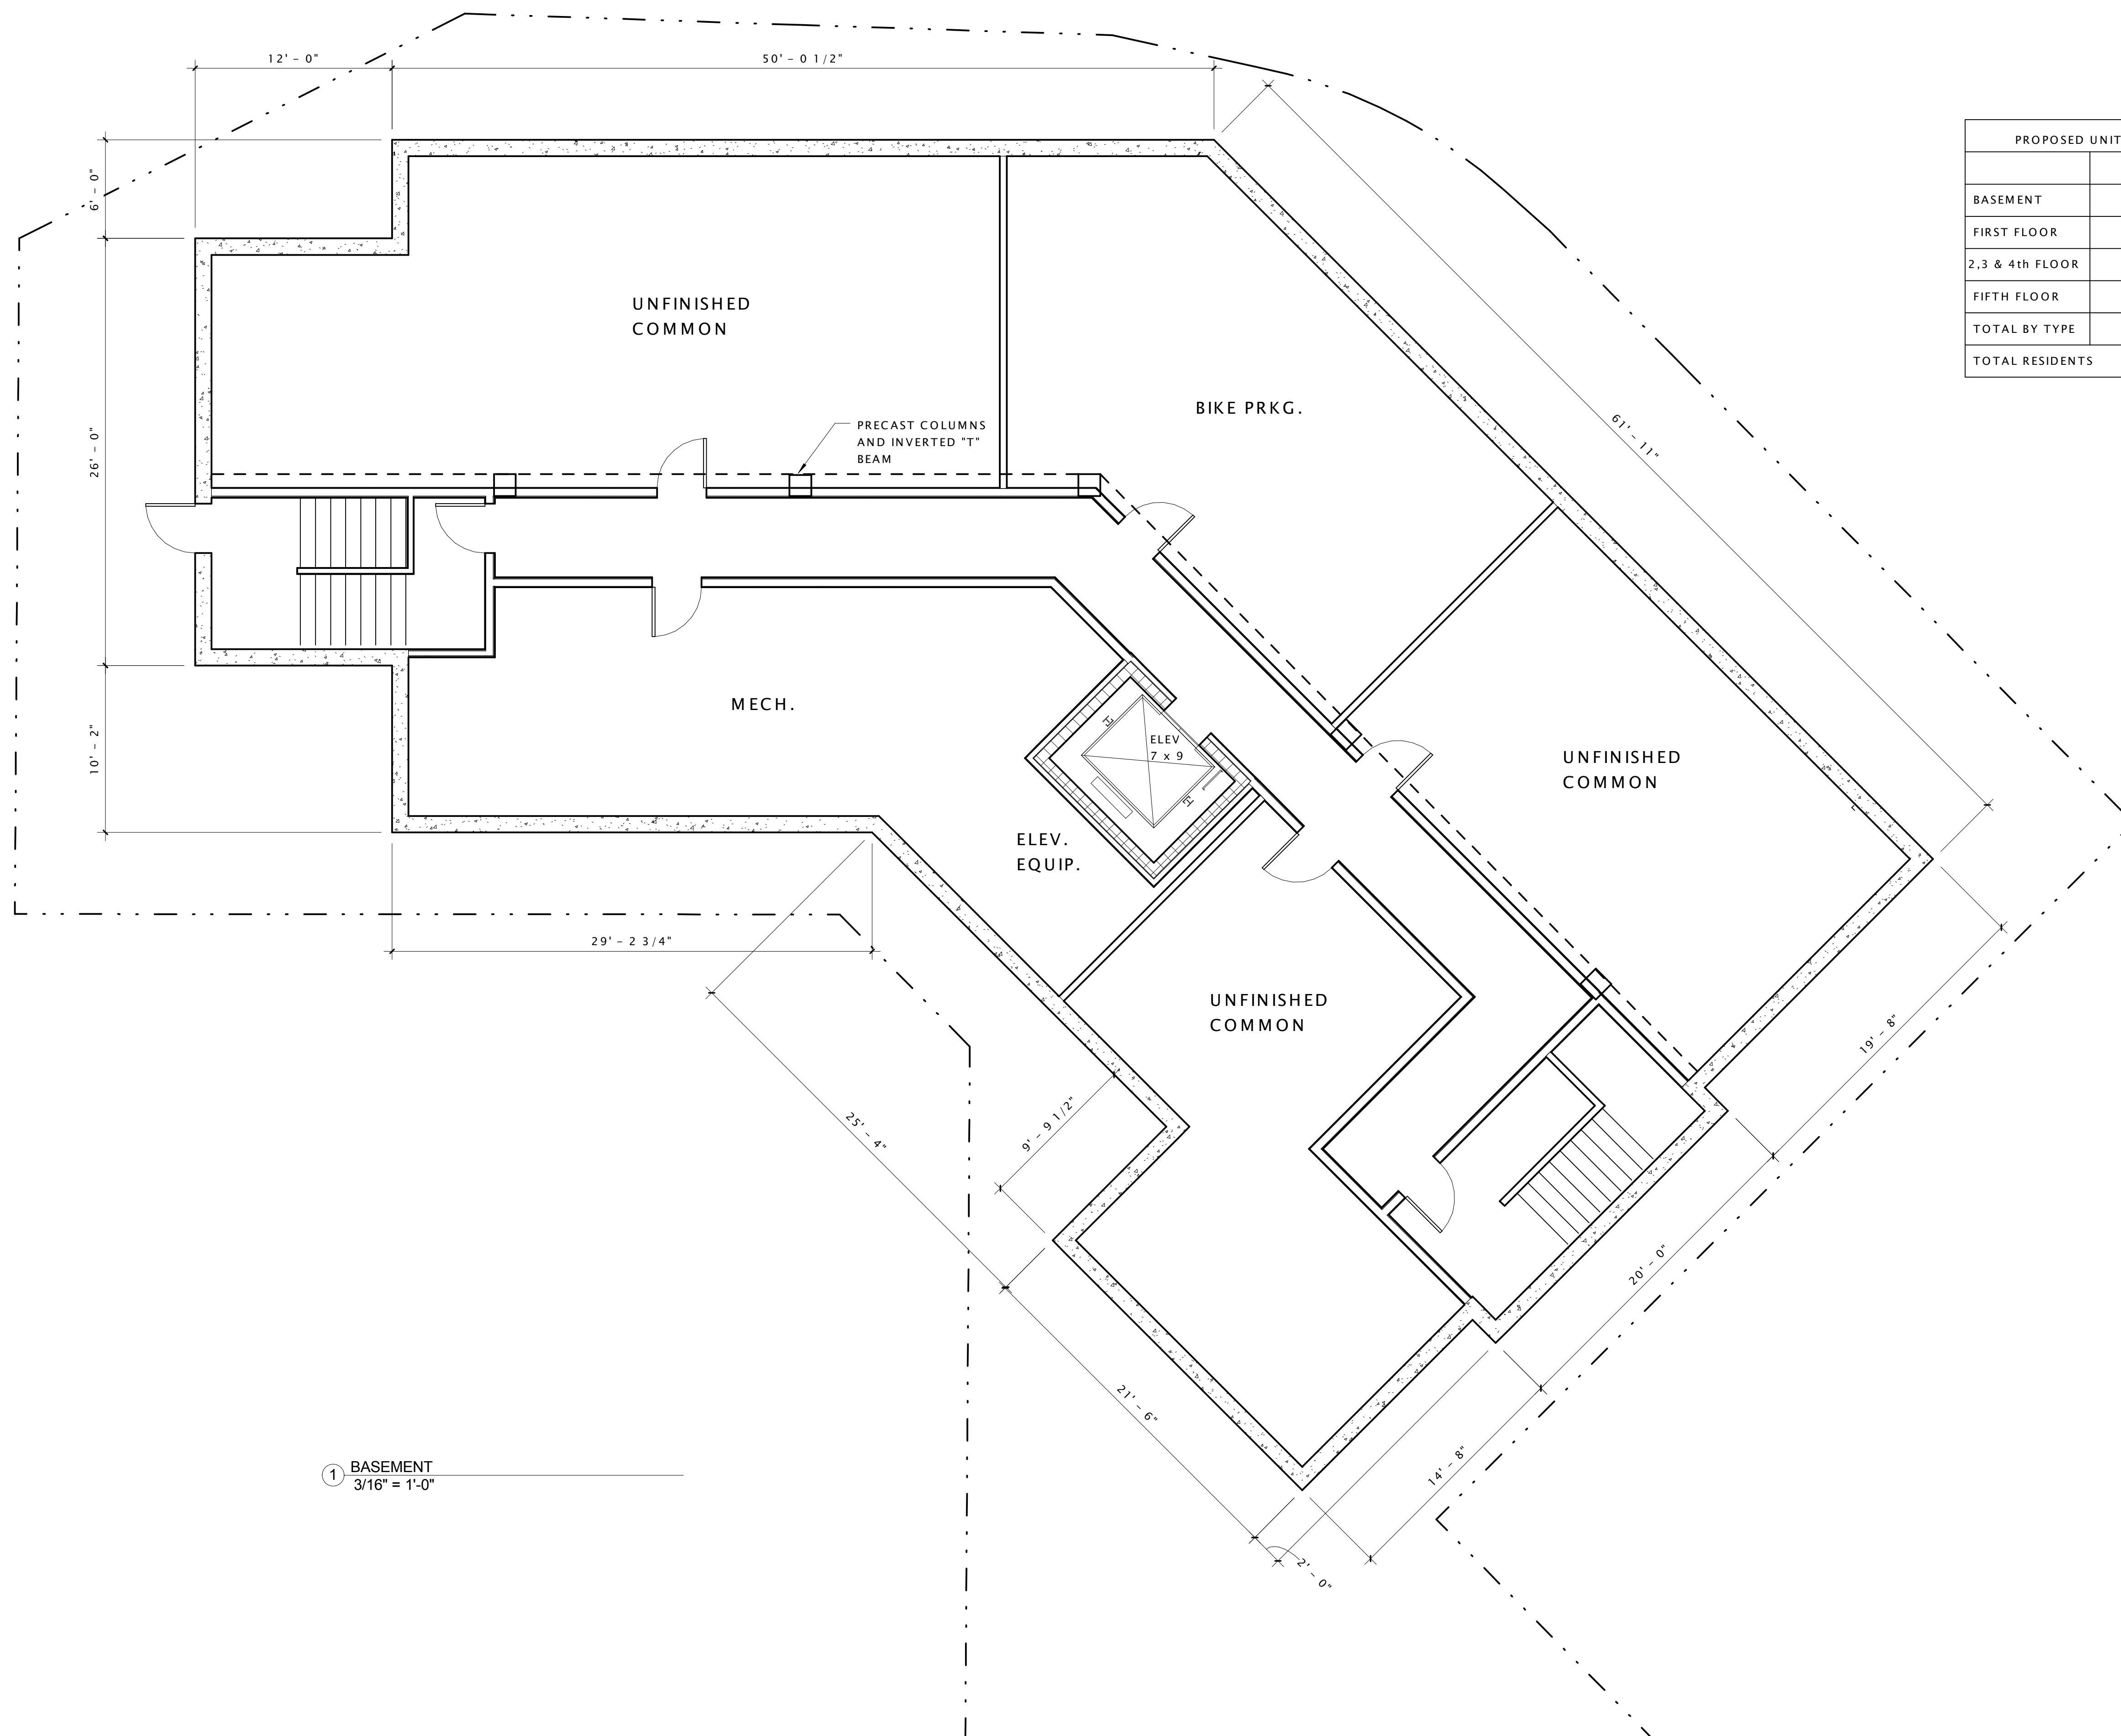 12' – 0"
50' – 0 1/2"
6' – 0"
PROPOSED UNIT
BASEMENT
FIRST FLOOR
2,3 & 4th FLOOR
FIFTH FLOOR
TOTAL BY TYPE
TOTAL RESIDENTS
UNFINISHED
COMMON
BIKE PRKG.
PRECAST COLUMNS
AND INVERTED "T"
BEAM
61' – 11"
26' – 0"
MECH.
10' – 2"
ELEV
7 x 9
UNFINISHED
COMMON
ELEV.
EQUIP.
29' – 2 3/4"
UNFINISHED
COMMON
19' – 8"
25' – 4"
9' – 9 1/2"
20' – 0"
21' – 6"
14' – 8"
2' – 0"
1
BASEMENT
3/16" = 1'-0"